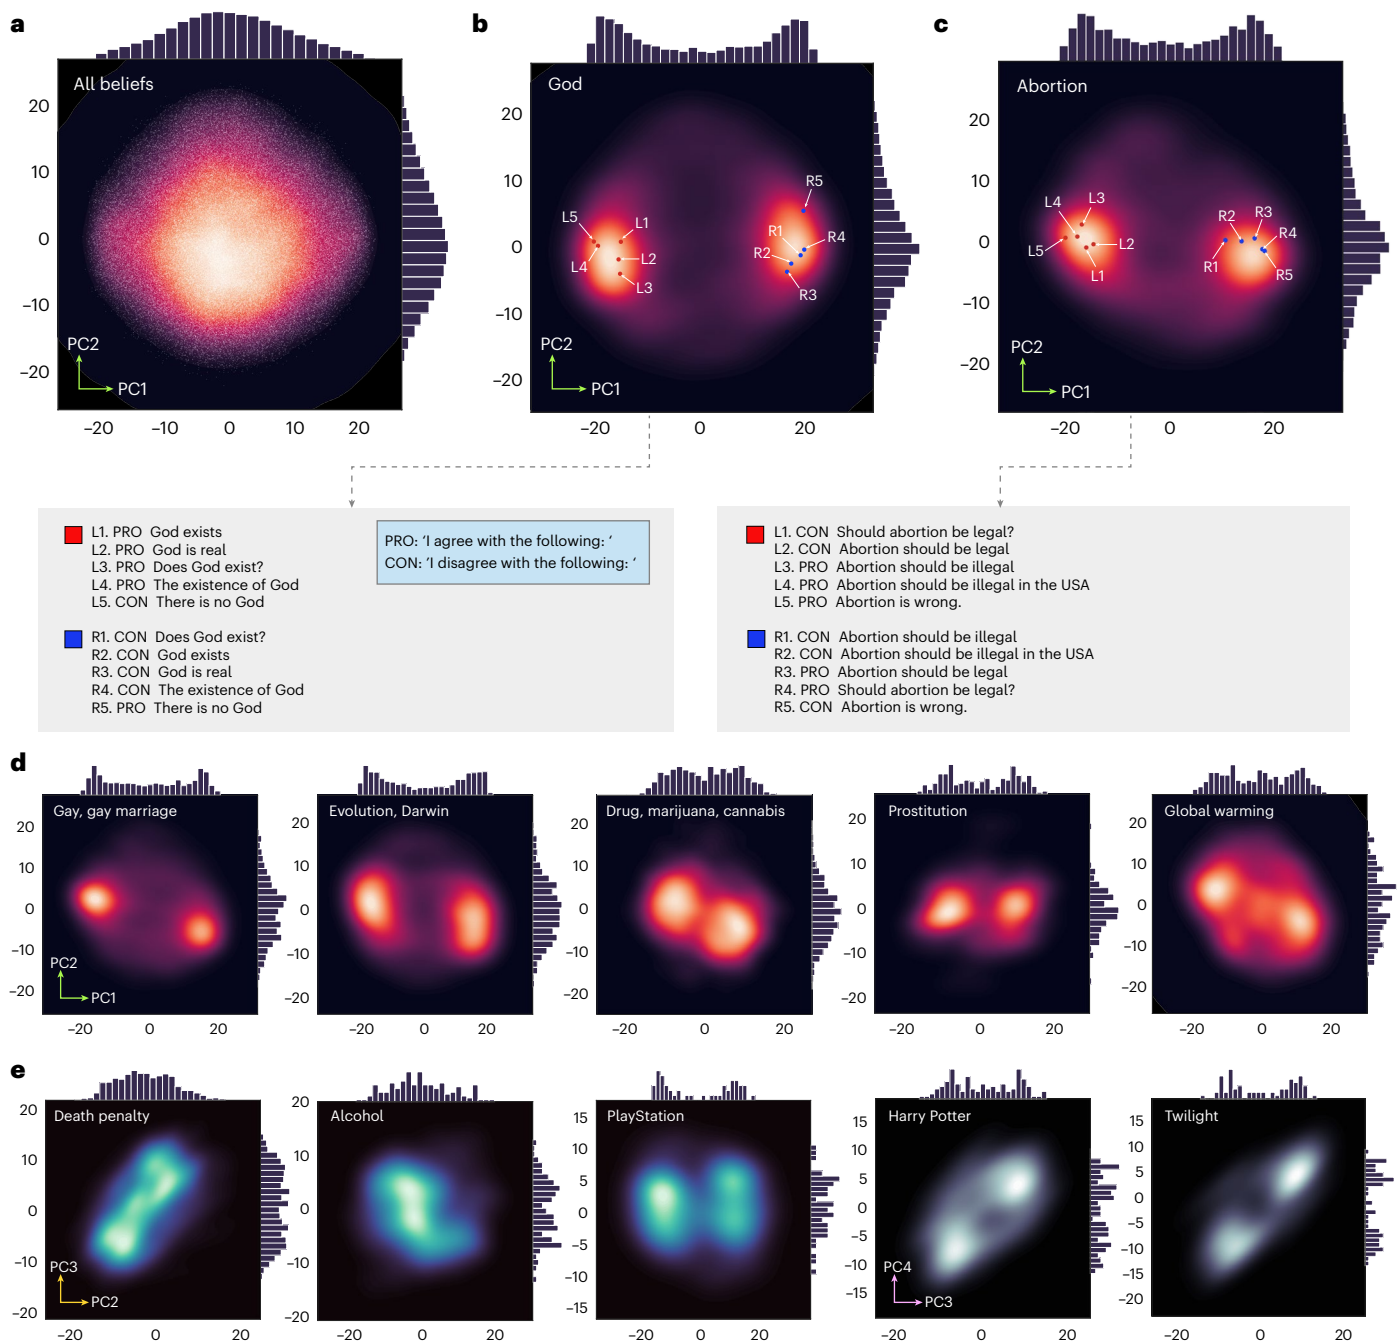 a
All beliefs
20
10
0
−10
−20
PC2
PC1
−20 −10 0 10 20
b
God
20
10
0
−10
−20
R5
L5
L1
L4
L2
L3
R1
R4
R2
R3
PC2
PC1
−20 0 20
c
Abortion
20
10
0
−10
−20
L3
L4
L5
L2
L1
R2
R3
R4
R1
R5
PC2
PC1
−20 0 20
L1. PRO God exists
L2. PRO God is real
L3. PRO Does God exist?
L4. PRO The existence of God
L5. CON There is no God
R1. CON Does God exist?
R2. CON God exists
R3. CON God is real
R4. CON The existence of God
R5. PRO There is no God
PRO: ‘I agree with the following: ‘
CON: ‘I disagree with the following: ‘
L1. CON Should abortion be legal?
L2. CON Abortion should be legal
L3. PRO Abortion should be illegal
L4. PRO Abortion should be illegal in the USA
L5. PRO Abortion is wrong.
R1. CON Abortion should be illegal
R2. CON Abortion should be illegal in the USA
R3. PRO Abortion should be legal
R4. PRO Should abortion be legal?
R5. CON Abortion is wrong.
d
Gay, gay marriage
20
10
0
−10
−20
PC2
PC1
−20 0 20
Evolution, Darwin
20
10
0
−10
−20
−20 0 20
Drug, marijuana, cannabis
20
10
0
−10
−20
−20 0 20
Prostitution
20
10
0
−10
−20
−20 0 20
Global warming
20
10
0
−10
−20
−20 0 20
e
Death penalty
20
10
0
−10
−20
PC3
PC2
−20 0 20
Alcohol
20
10
0
−10
−20
−20 0 20
PlayStation
15
10
5
0
−5
−10
−15
−20 0 20
Harry Potter
15
10
5
0
−5
−10
−15
PC4
PC3
−20 0 20
Twilight
15
10
5
0
−5
−10
−15
−20
−20 0 20